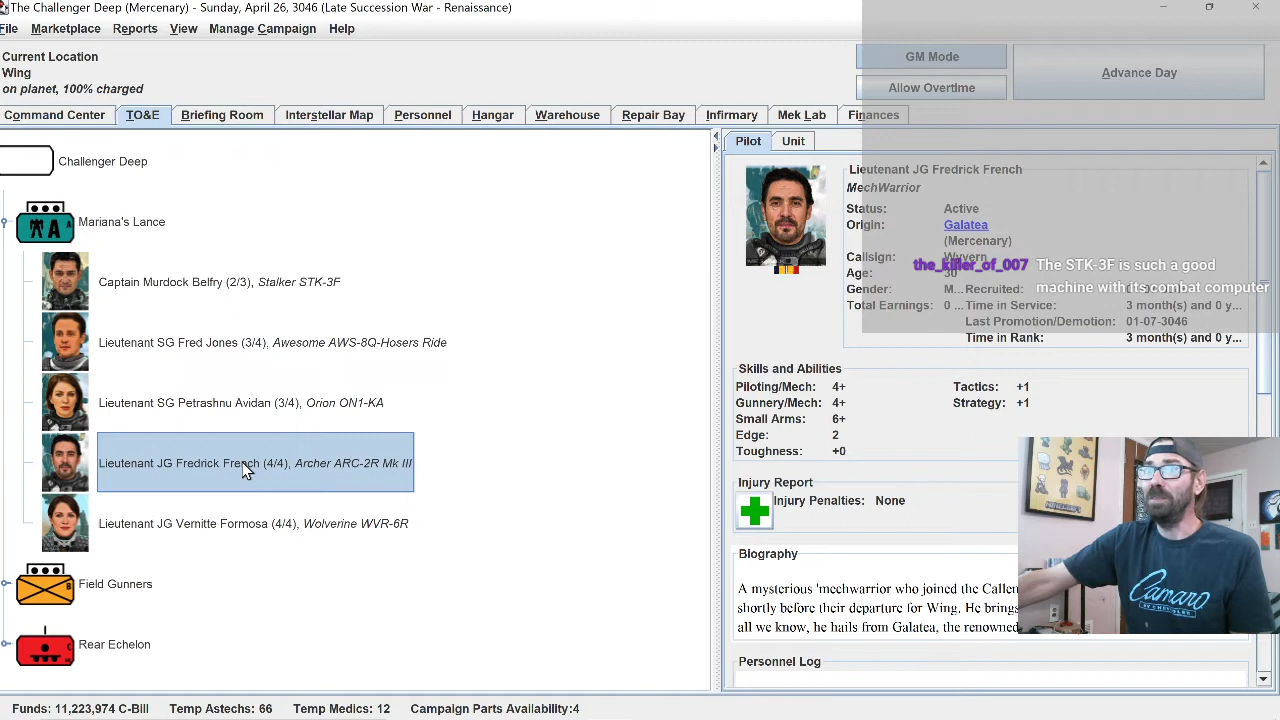 The Challenger Deep (Mercenary) - Sunday, April 26, 3046 (Late Succession War - Renaissance)
File Marketplace Reports View Manage Campaign Help
Current Location
Wing
on planet, 100% charged
GM Mode
Allow Overtime
Advance Day
Command Center TO&E Briefing Room Interstellar Map Personnel Hangar Warehouse Repair Bay Infirmary Mek Lab Finances
Challenger Deep
Mariana's Lance
Captain Murdock Belfry (2/3), Stalker STK-3F
Lieutenant SG Fred Jones (3/4), Awesome AWS-8Q-Hosers Ride
Lieutenant SG Petrashnu Avidan (3/4), Orion ON1-KA
Lieutenant JG Fredrick French (4/4), Archer ARC-2R Mk III
Lieutenant JG Vernitte Formosa (4/4), Wolverine WVR-6R
Field Gunners
Rear Echelon
Pilot Unit
Lieutenant JG Fredrick French
MechWarrior
Status: Active
Origin: Galatea
(Mercenary)
Callsign: Wyvern
Age: 30
Gender: M... Recruited:
Total Earnings: 0 ... Time in Service: 3 month(s) and 0 y...
Last Promotion/Demotion: 01-07-3046
Time in Rank: 3 month(s) and 0 y...
the_killer_of_007 The STK-3F is such a good
machine with its combat computer
Skills and Abilities
Piloting/Mech: 4+ Tactics: +1
Gunnery/Mech: 4+ Strategy: +1
Small Arms: 6+
Edge: 2
Toughness: +0
Injury Report
Injury Penalties: None
Biography
A mysterious 'mechwarrior who joined the Callen
shortly before their departure for Wing. He brings
all we know, he hails from Galatea, the renowned
Personnel Log
Camaro
BY CHEVROLET
Funds: 11,223,974 C-Bill Temp Astechs: 66 Temp Medics: 12 Campaign Parts Availability:4